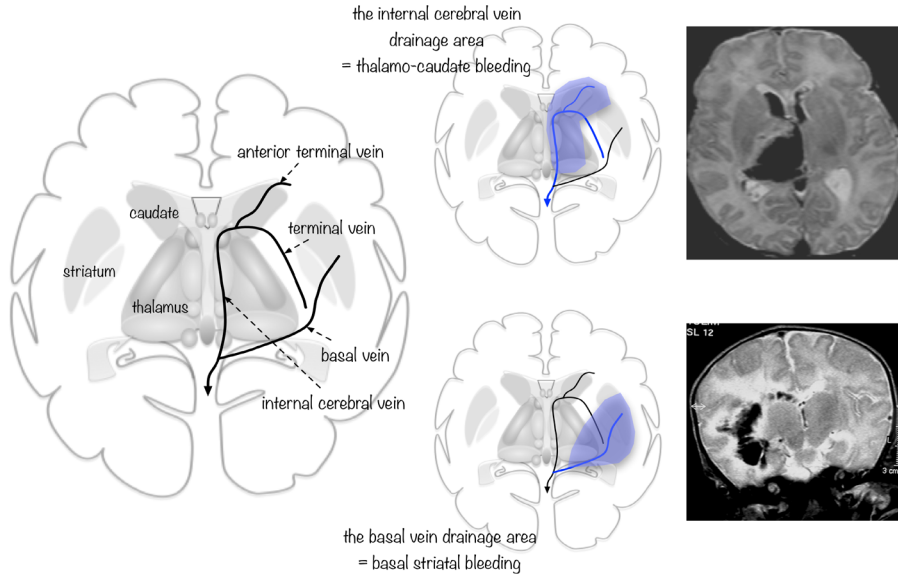 the internal cerebral vein
drainage area
= thalamo-caudate bleeding
anterior terminal vein
caudate
terminal vein
striatum
thalamus
basal vein
internal cerebral vein
SL 12
L
3 cm
the basal vein drainage area
= basal striatal bleeding